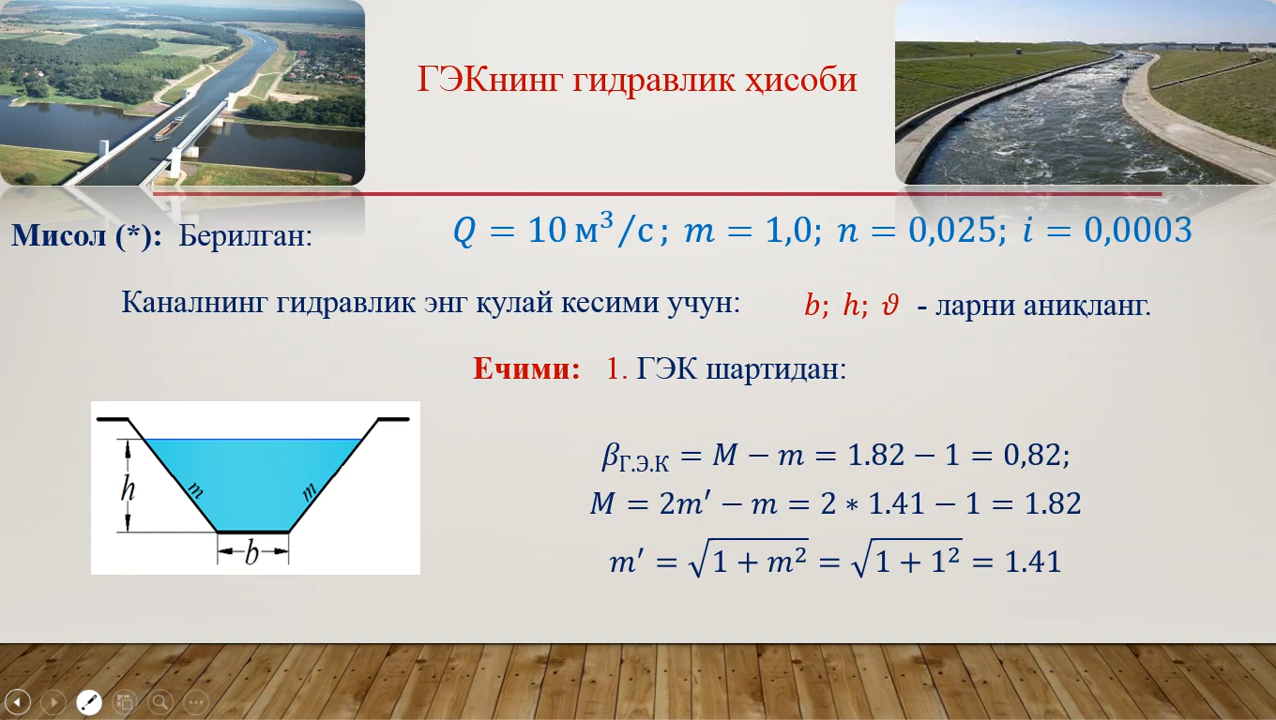 ГЭКнинг гидравлик ҳисоби
Мисол (*): Берилган: Q = 10 м³/с ; m = 1,0; n = 0,025; i = 0,0003
Каналнинг гидравлик энг қулай кесими учун: b; h; ϑ - ларни аниқланг.
Ечими: 1. ГЭК шартидан:
β_Г.Э.К = M − m = 1.82 − 1 = 0,82;
M = 2m′ − m = 2 ∗ 1.41 − 1 = 1.82
m′ = √(1 + m²) = √(1 + 1²) = 1.41
h
m
m
b